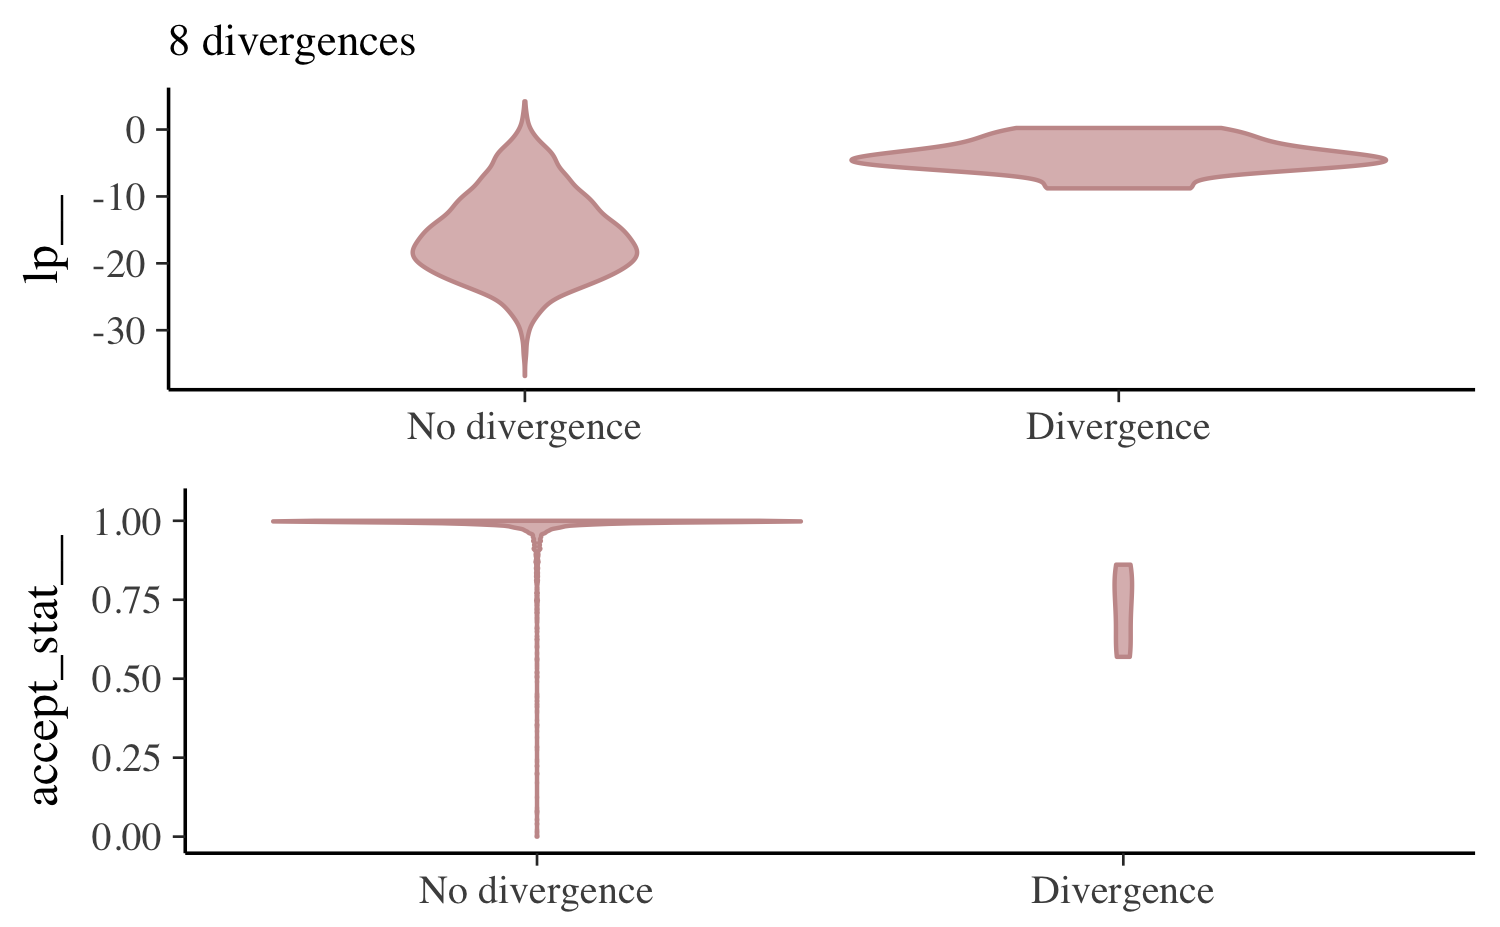 8 divergences
lp__
0
-10
-20
-30
No divergence
Divergence
accept_stat__
1.00
0.75
0.50
0.25
0.00
No divergence
Divergence